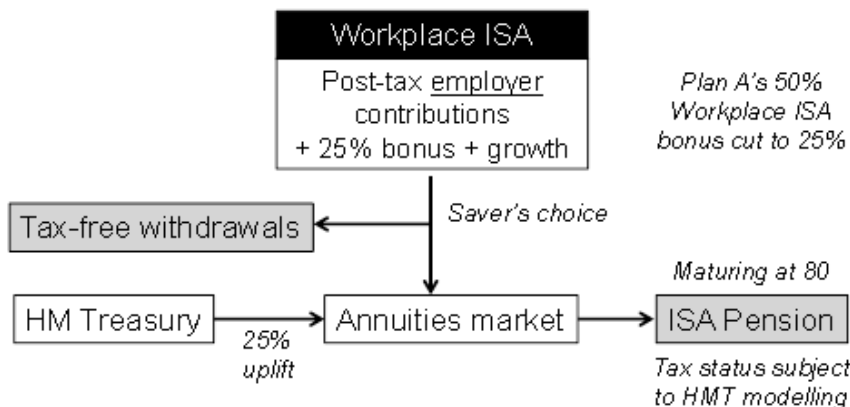 Workplace ISA
Post-tax employer
contributions
+ 25% bonus + growth
Plan A's 50%
Workplace ISA
bonus cut to 25%
Saver's choice
Tax-free withdrawals
Maturing at 80
HM Treasury
25%
uplift
Annuities market
ISA Pension
Tax status subject
to HMT modelling